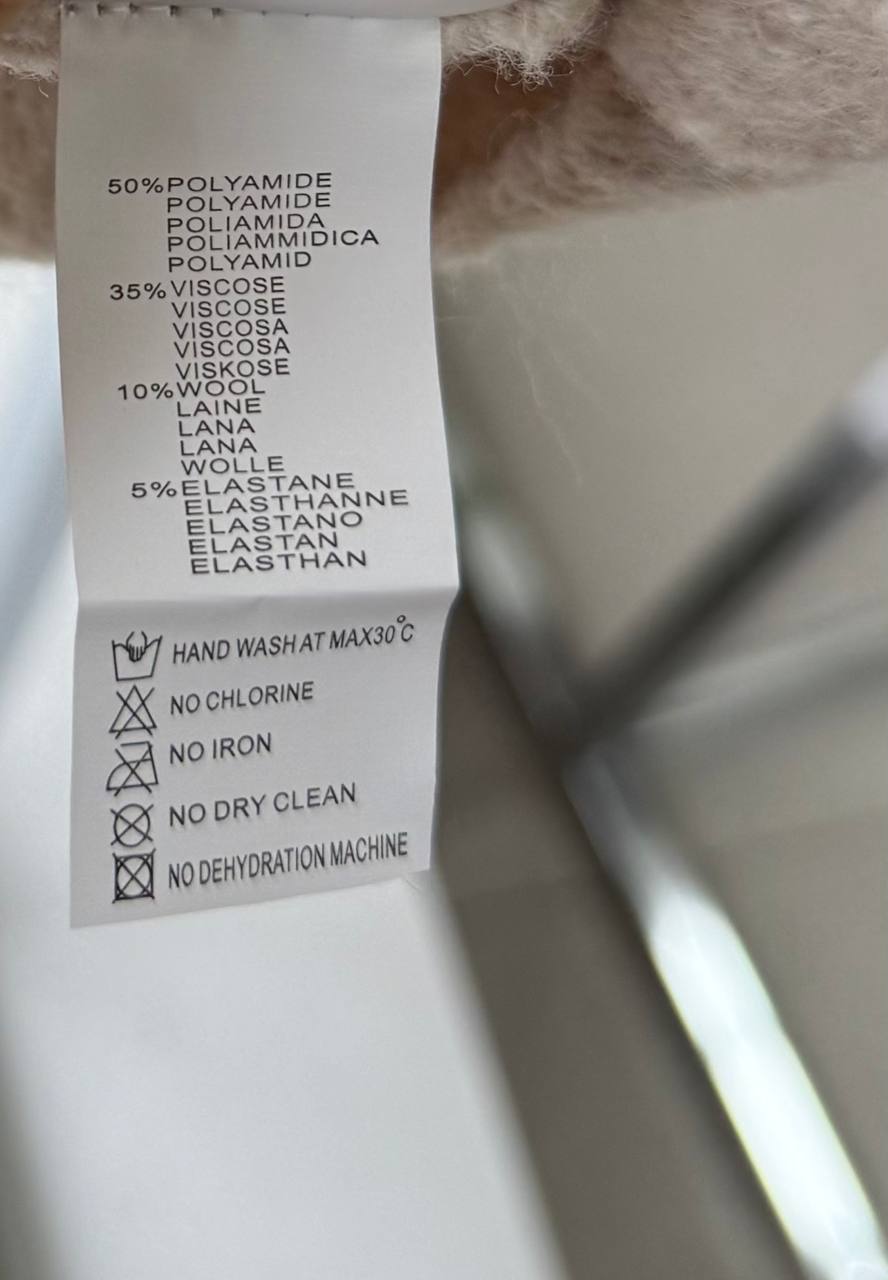 50%POLYAMIDE
POLYAMIDE
POLIAMIDA
POLIAMMIDICA
POLYAMID
35%VISCOSE
VISCOSE
VISCOSA
VISCOSA
VISKOSE
10%WOOL
LAINE
LANA
LANA
WOLLE
5%ELASTANE
ELASTHANNE
ELASTANO
ELASTAN
ELASTHAN
HAND WASH AT MAX30°C
NO CHLORINE
NO IRON
NO DRY CLEAN
NO DEHYDRATION MACHINE